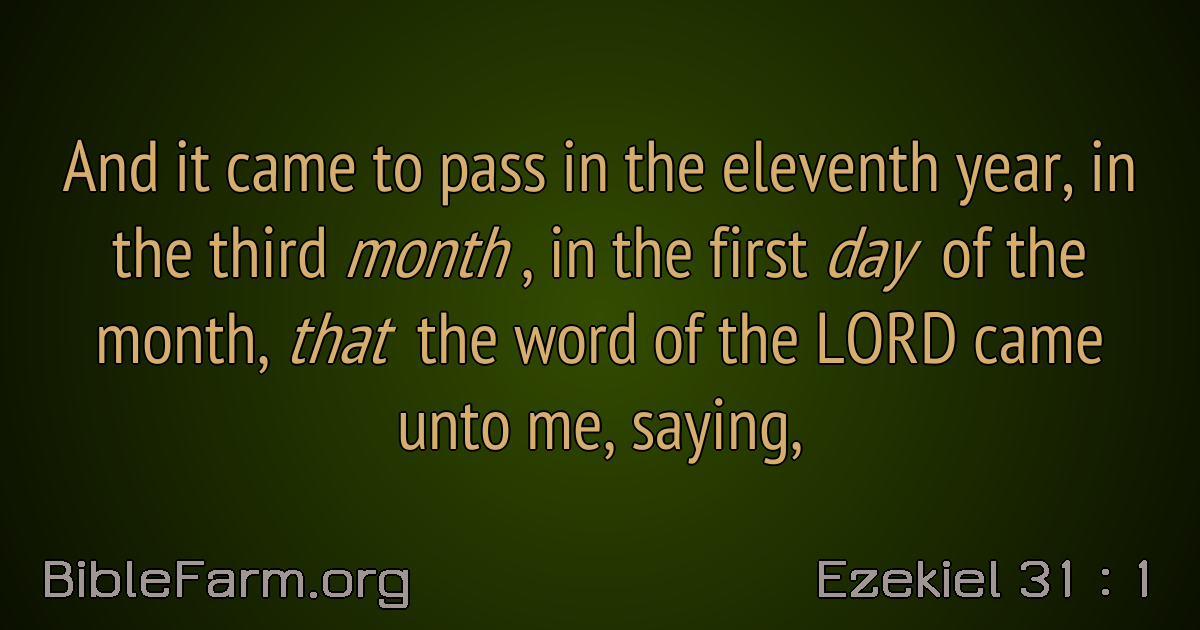 And it came to pass in the eleventh year, in
the third month , in the first day of the
month, that the word of the LORD came
unto me, saying,
BibleFarm.org
Ezekiel 31 : 1